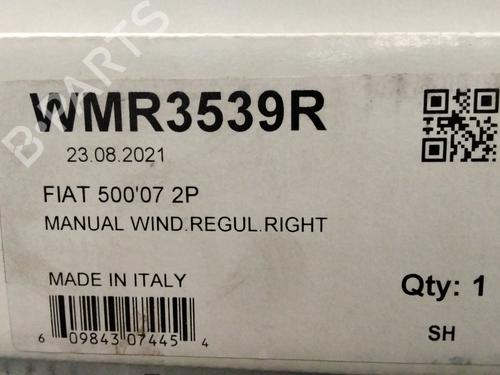 WMR3539R
23.08.2021
FIAT 500'07 2P
MANUAL WIND.REGUL.RIGHT
MADE IN ITALY
Qty: 1
6 09843 07445 4
SH
B PARTS